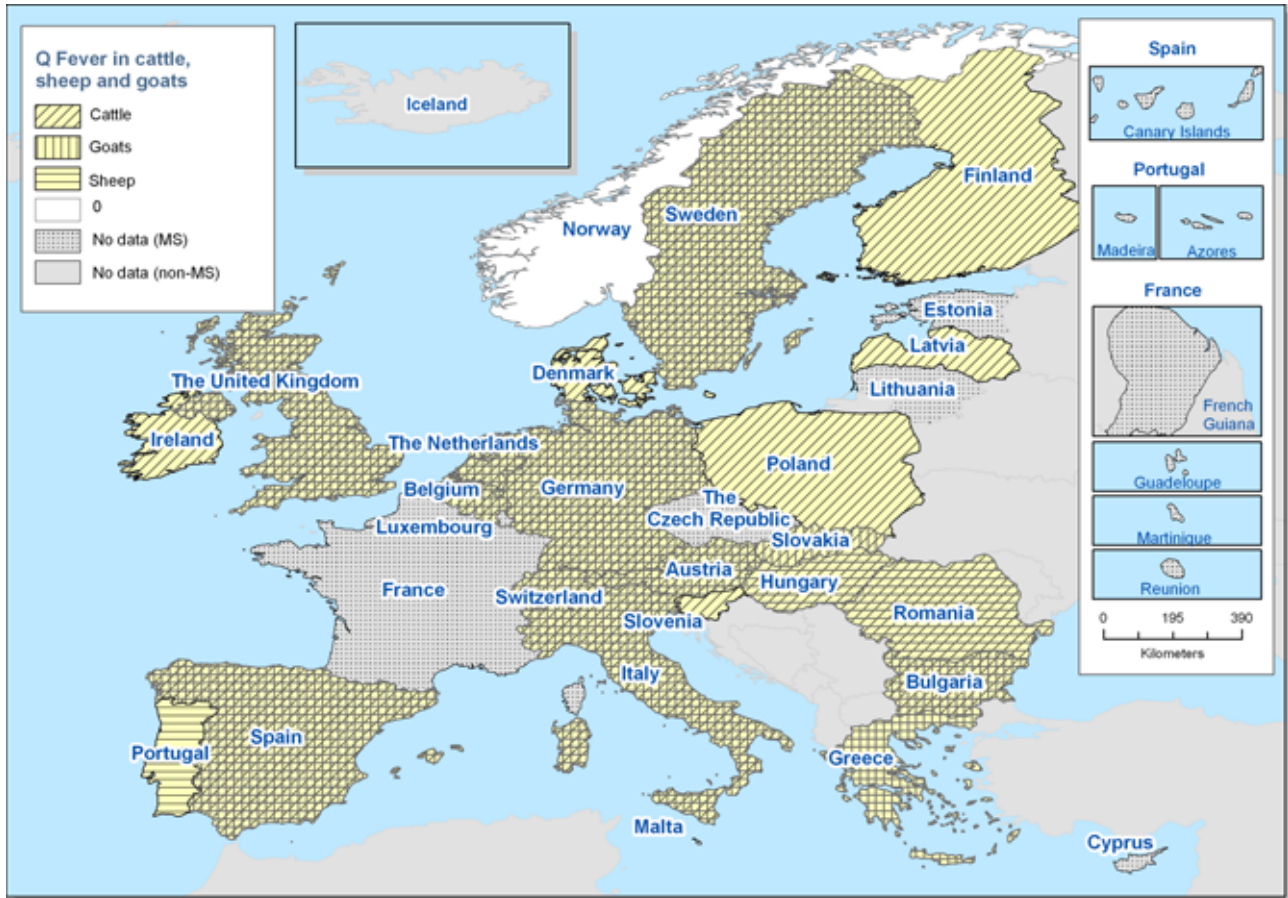 Q Fever in cattle,
sheep and goats
Cattle
Goats
Sheep
0
No data (MS)
No data (non-MS)
Iceland
Norway
Sweden
Finland
Estonia
Latvia
Lithuania
Denmark
The United Kingdom
Ireland
The Netherlands
Belgium
Germany
Poland
Luxembourg
The
Czech Republic
Slovakia
France
Austria
Hungary
Switzerland
Slovenia
Romania
Italy
Bulgaria
Portugal
Spain
Greece
Malta
Cyprus
Spain
Canary Islands
Portugal
Madeira
Azores
France
French
Guiana
Guadeloupe
Martinique
Reunion
0 195 390
Kilometers